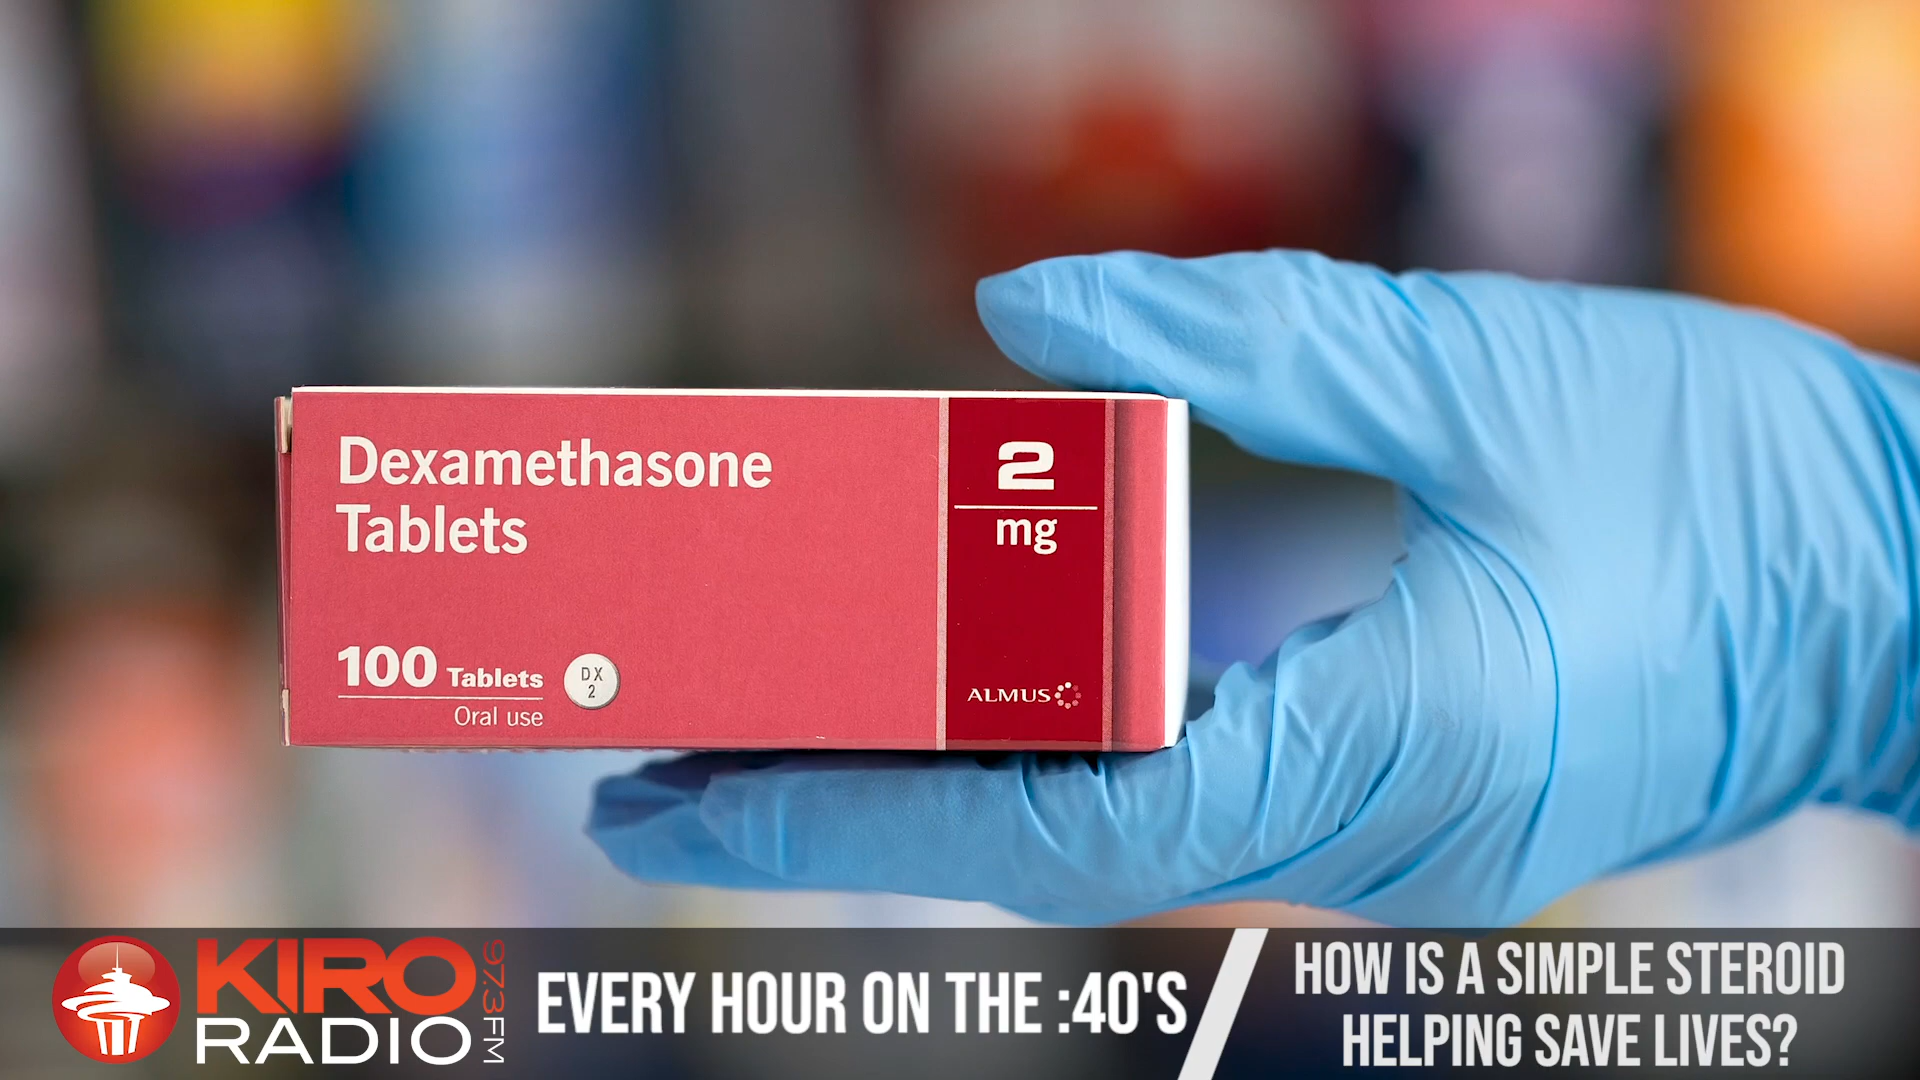 Dexamethasone
Tablets
2
mg
100 Tablets
Oral use
DX
2
ALMUS
KIRO
RADIO
97.3 FM
EVERY HOUR ON THE :40'S
HOW IS A SIMPLE STEROID
HELPING SAVE LIVES?